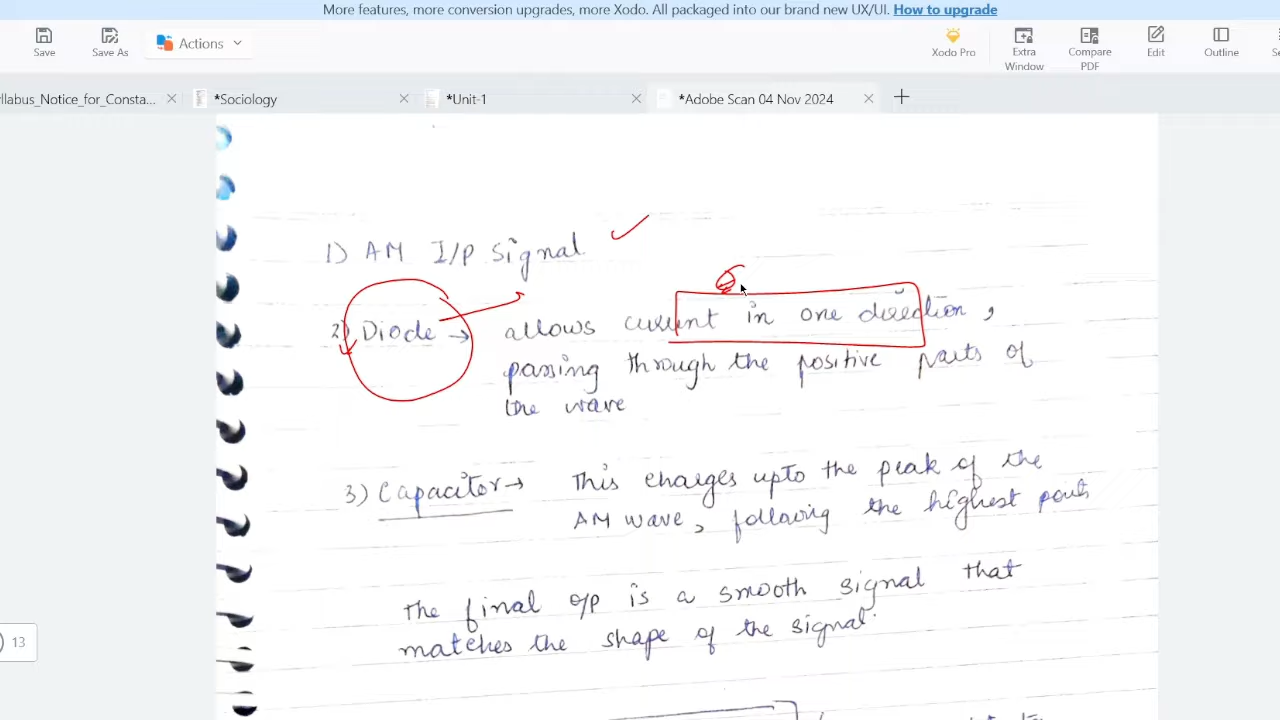 More features, more conversion upgrades, more Xodo. All packaged into our brand new UX/UI. How to upgrade
Save
Save As
Actions
Xodo Pro
Extra Window
Compare PDF
Edit
Outline
llabus_Notice_for_Consta...
*Sociology
*Unit-1
*Adobe Scan 04 Nov 2024
1) AM I/P Signal
2) Diode → allows current in one direction,
passing through the positive parts of
the wave
3) Capacitor → This charges upto the peak of the
AM wave, following the highest parts
The final o/p is a smooth signal that
matches the shape of the signal.
13